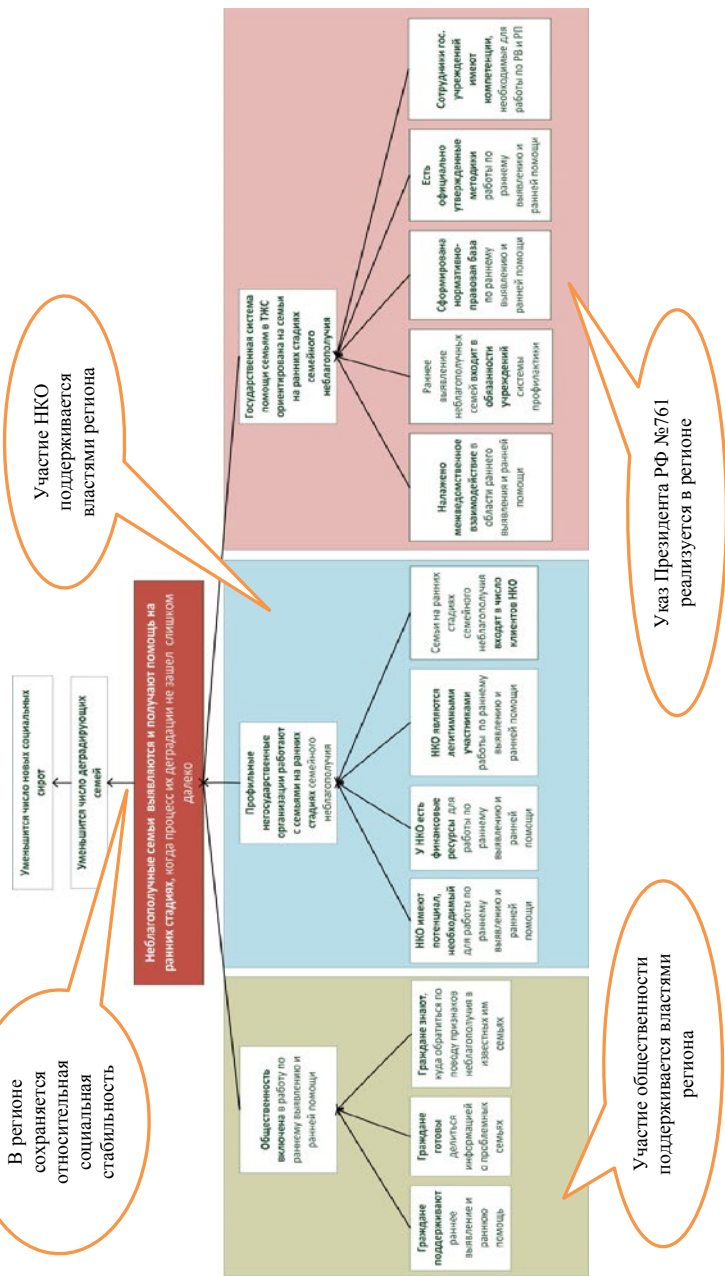 В регионе
сохраняется
относительная
социальная
стабильность
Уменьшится число новых социальных
сирот
Уменьшится число деградирующих
семей
Участие НКО
поддерживается
властями региона
Неблагополучные семьи выявляются и получают помощь на
ранних стадиях, когда процесс их деградации не зашел слишком
далеко
Общественность
включена в работу по
раннему выявлению и
ранней помощи
Профильные
негосударственные
организации работают
с семьями на ранних
стадиях семейного
неблагополучия
Государственная система
помощи семьям в ТЖС
ориентирована на семьи
на ранних стадиях
семейного
неблагополучия
Граждане
поддерживают
раннее
выявление и
раннюю
помощь
Граждане
готовы
делиться
информацией
о проблемных
семьях
Граждане знают,
куда обратиться по
поводу признаков
неблагополучия в
известных им
семьях
НКО имеют
потенциал,
необходимый
для работы по
раннему
выявлению и
ранней
помощи
У НКО есть
финансовые
ресурсы для
работы по
раннему
выявлению и
ранней
помощи
НКО являются
легитимными
участниками
работы по раннему
выявлению и
ранней помощи
Семьи на ранних
стадиях
семейного
неблагополучия
входят в число
клиентов НКО
Налажено
межведомственное
взаимодействие в
области раннего
выявления и ранней
помощи
Раннее
выявление
неблагополучных
семей входит в
обязанности
учреждений
системы
профилактики
Сформирована
нормативно-
правовая база
по раннему
выявлению и
ранней помощи
Есть
официально
утвержденные
методики
работы по
раннему
выявлению и
ранней помощи
Сотрудники гос.
учреждений
имеют
компетенции,
необходимые для
работы по РВ и РП
Участие общественности
поддерживается властями
региона
Указ Президента РФ №761
реализуется в регионе